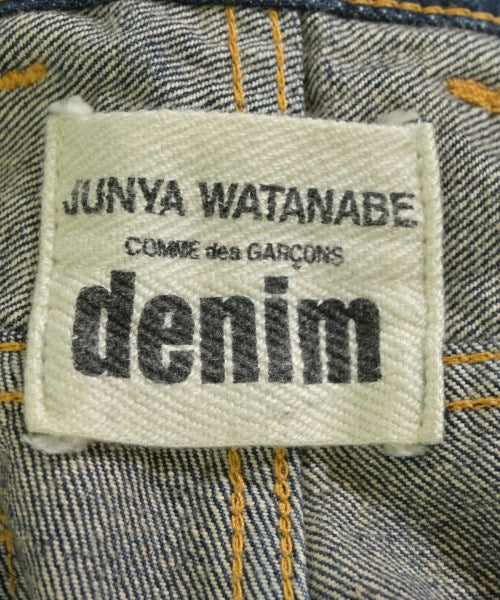 JUNYA WATANABE
COMME des GARÇONS
denim